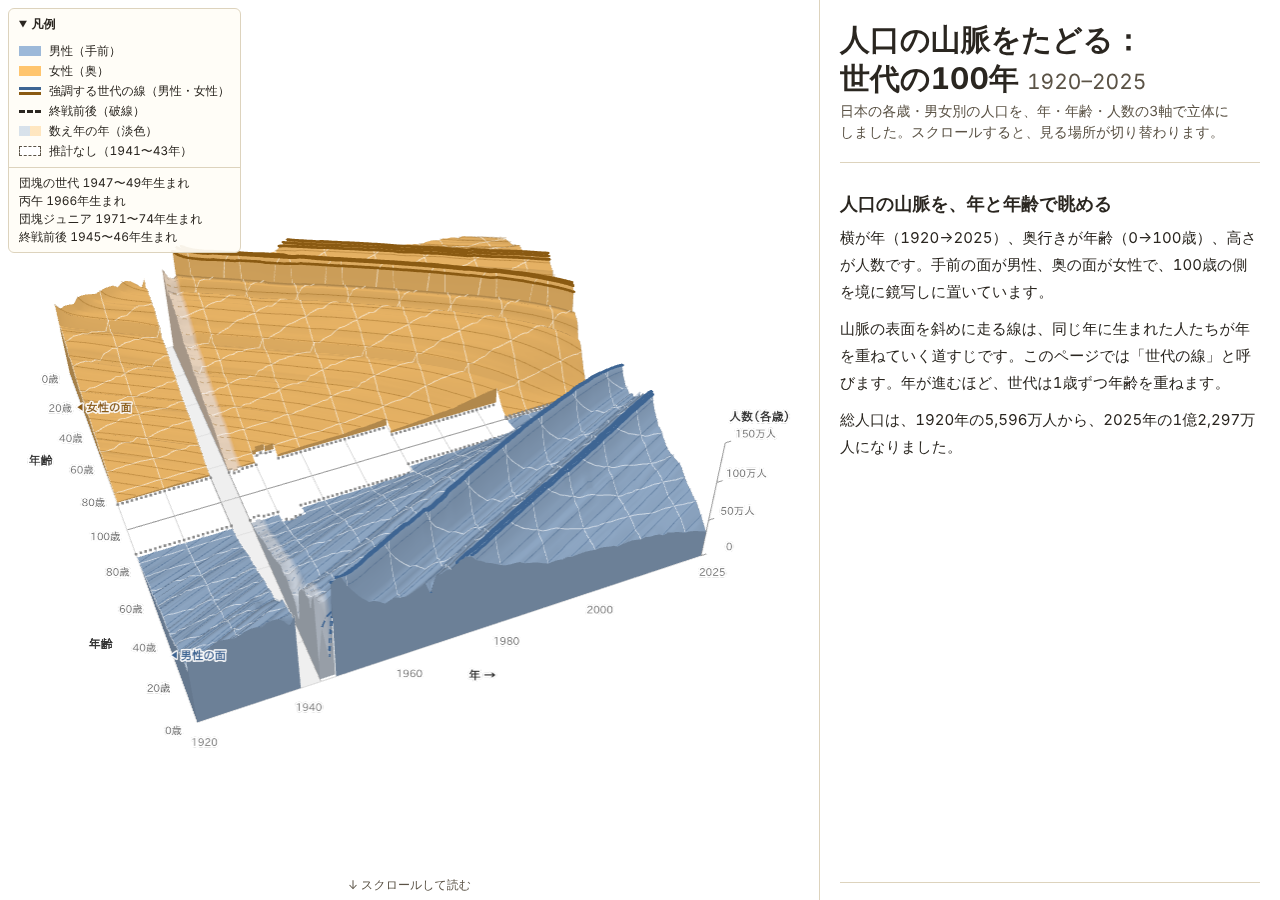 ▼ 凡例
男性（手前）
女性（奥）
強調する世代の線（男性・女性）
終戦前後（破線）
数え年の年（淡色）
推計なし（1941〜43年）
団塊の世代 1947〜49年生まれ
丙午 1966年生まれ
団塊ジュニア 1971〜74年生まれ
終戦前後 1945〜46年生まれ
0歳
20歳
女性の面
40歳
年齢
60歳
80歳
100歳
80歳
60歳
年齢
40歳
男性の面
20歳
0歳
1920
1940
1960
年 →
1980
2000
2025
人数（各歳）
150万人
100万人
50万人
0
↓ スクロールして読む
人口の山脈をたどる：
世代の100年 1920–2025
日本の各歳・男女別の人口を、年・年齢・人数の3軸で立体に
しました。スクロールすると、見る場所が切り替わります。
人口の山脈を、年と年齢で眺める
横が年（1920→2025）、奥行きが年齢（0→100歳）、高さ
が人数です。手前の面が男性、奥の面が女性で、100歳の側
を境に鏡写しに置いています。
山脈の表面を斜めに走る線は、同じ年に生まれた人たちが年
を重ねていく道すじです。このページでは「世代の線」と呼
びます。年が進むほど、世代は1歳ずつ年齢を重ねます。
総人口は、1920年の5,596万人から、2025年の1億2,297万
人になりました。